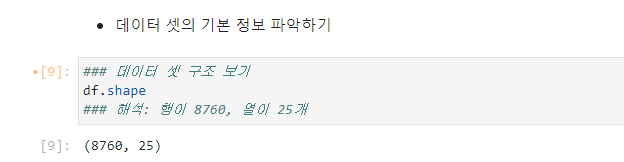 • 데이터 셋의 기본 정보 파악하기
•[9]: ### 데이터 셋 구조 보기
df.shape
### 해석: 행이 8760, 열이 25개
[9]: (8760, 25)